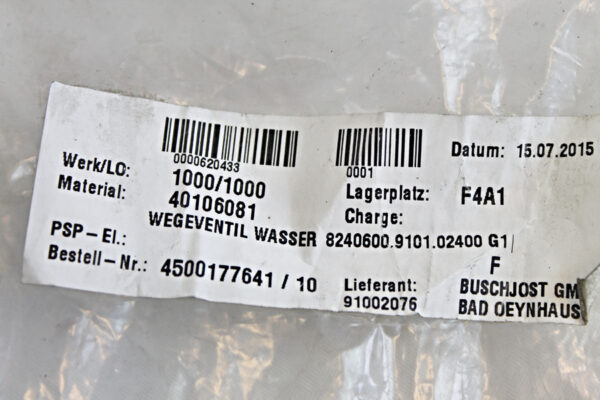 0000620433
0001
Datum: 15.07.2015
Werk/LO: 1000/1000
Lagerplatz: F4A1
Material: 40106081
Charge:
WEGEVENTIL WASSER 8240600.9101.02400 G1
PSP-El.:
F
Bestell-Nr.: 4500177641 / 10
Lieferant: BUSCHJOST GM
91002076 BAD OEYNHAUS